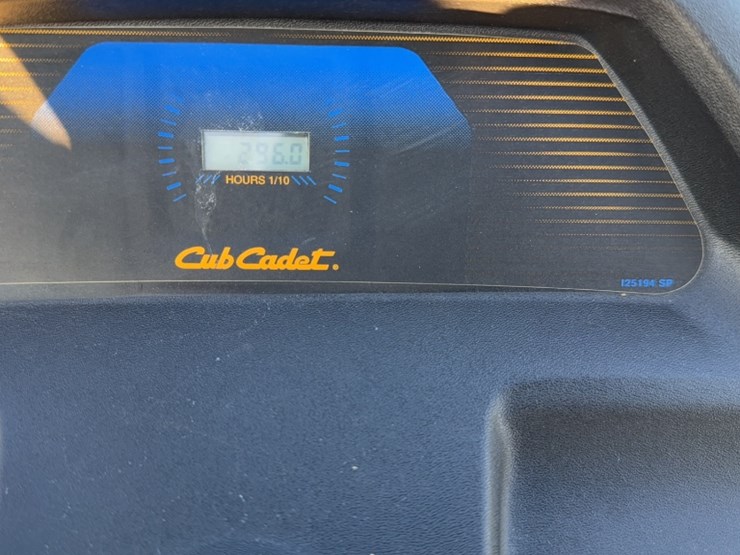 296.0
HOURS 1/10
Cub Cadet.
125194 SP